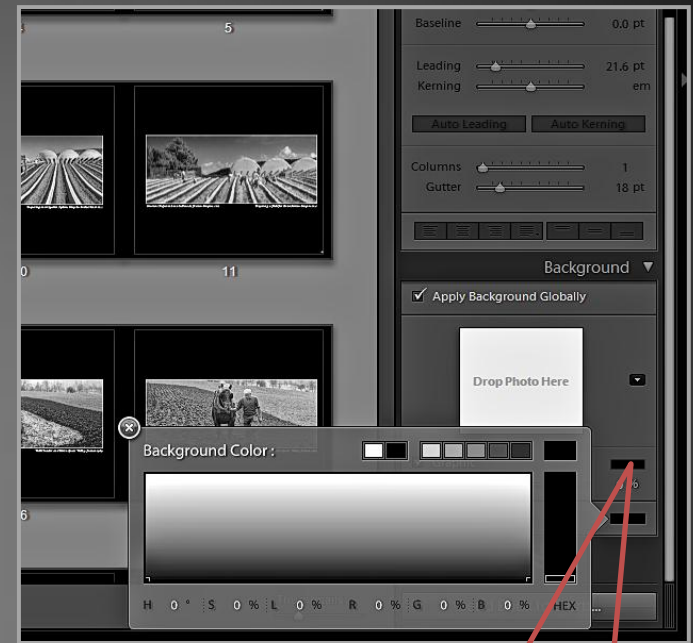 5
Baseline 0.0 pt
Leading 21.6 pt
Kerning em
Auto Leading Auto Kerning
Columns 1
Gutter 18 pt
11
Background
Apply Background Globally
Drop Photo Here
Background Color :
%
6
H 0 ° S 0 % L 0 % R 0 % G 0 % B 0 % HEX